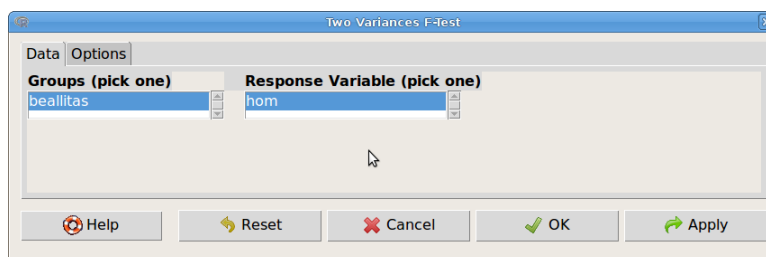 Two Variances F-Test
Data Options
Groups (pick one) Response Variable (pick one)
beallitas hom
Help Reset Cancel OK Apply